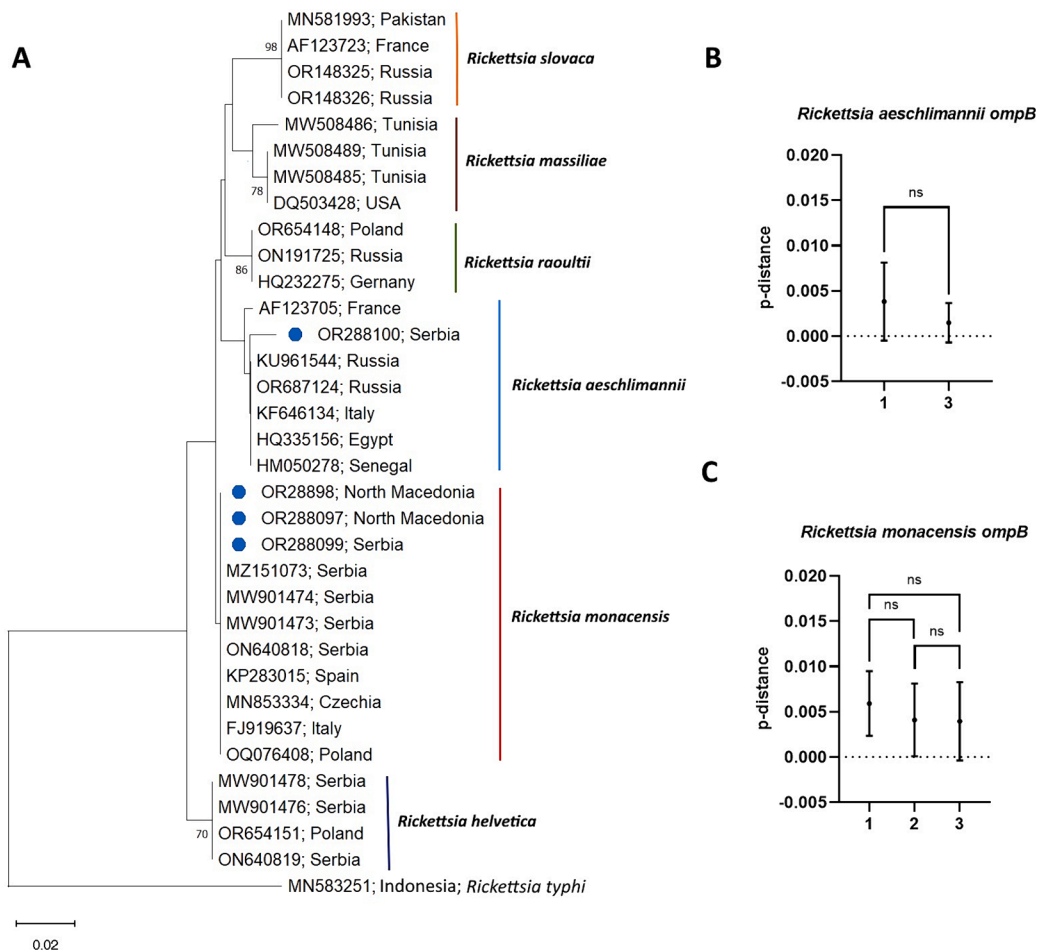 A
MN581993; Pakistan
98
AF123723; France
Rickettsia slovaca
OR148325; Russia
OR148326; Russia
MW508486; Tunisia
MW508489; Tunisia
Rickettsia massiliae
MW508485; Tunisia
78
DQ503428; USA
OR654148; Poland
ON191725; Russia
Rickettsia raoultii
86
HQ232275; Germany
AF123705; France
OR288100; Serbia
KU961544; Russia
OR687124; Russia
Rickettsia aeschlimannii
KF646134; Italy
HQ335156; Egypt
HM050278; Senegal
OR28898; North Macedonia
OR288097; North Macedonia
OR288099; Serbia
MZ151073; Serbia
MW901474; Serbia
MW901473; Serbia
Rickettsia monacensis
ON640818; Serbia
KP283015; Spain
MN853334; Czechia
FJ919637; Italy
OQ076408; Poland
MW901478; Serbia
MW901476; Serbia
Rickettsia helvetica
70
OR654151; Poland
ON640819; Serbia
MN583251; Indonesia; Rickettsia typhi
0.02
B
Rickettsia aeschlimannii ompB
p-distance
0.020
0.015
0.010
0.005
0.000
-0.005
ns
1 3
C
Rickettsia monacensis ompB
p-distance
0.020
0.015
0.010
0.005
0.000
-0.005
ns
ns
ns
1 2 3